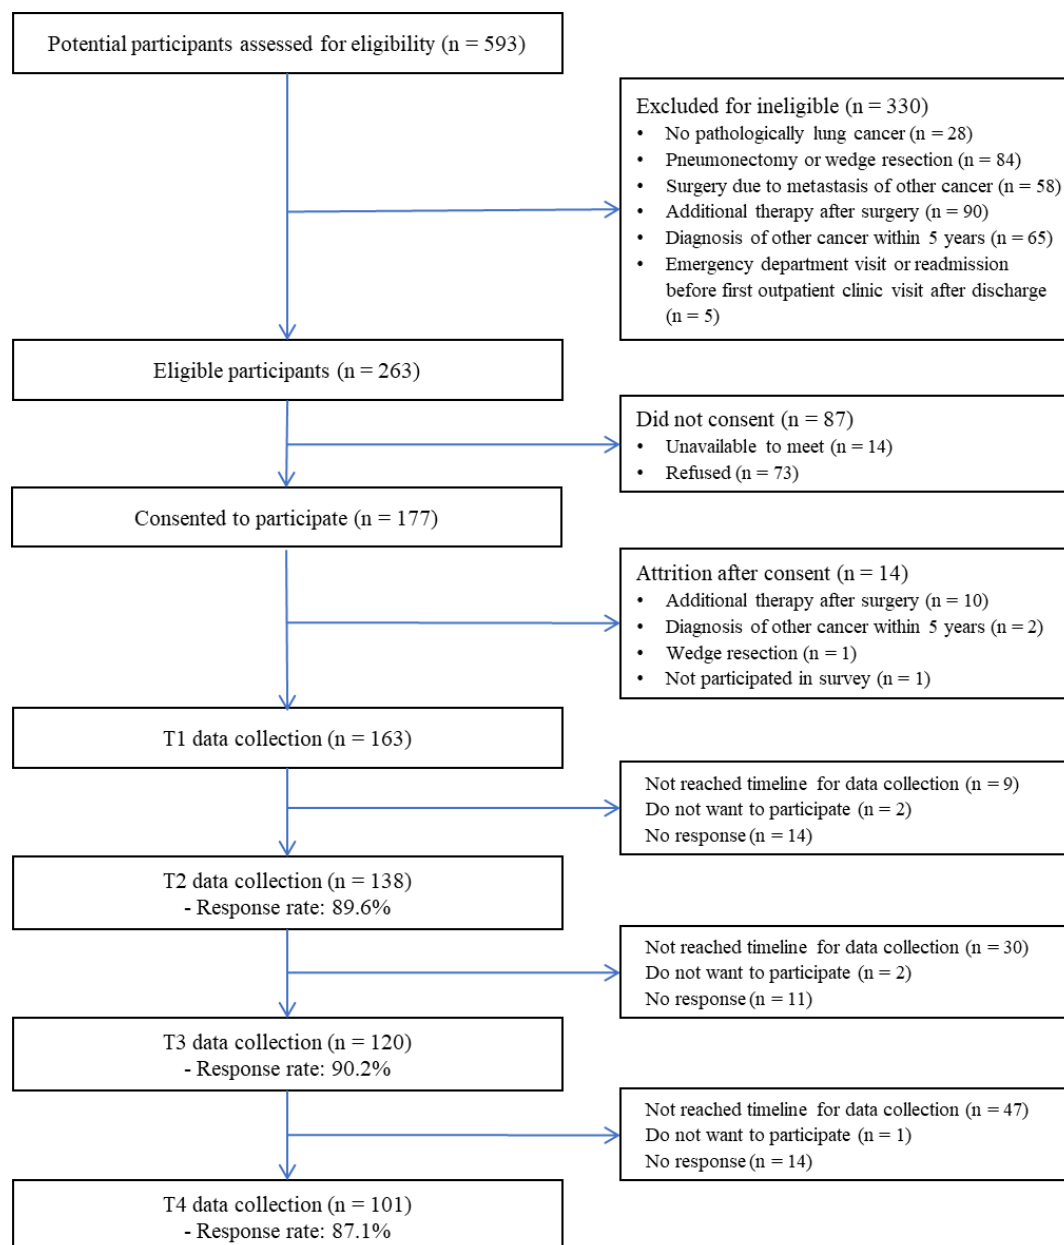 Potential participants assessed for eligibility (n = 593)
Excluded for ineligible (n = 330)
• No pathologically lung cancer (n = 28)
• Pneumonectomy or wedge resection (n = 84)
• Surgery due to metastasis of other cancer (n = 58)
• Additional therapy after surgery (n = 90)
• Diagnosis of other cancer within 5 years (n = 65)
• Emergency department visit or readmission
before first outpatient clinic visit after discharge
(n = 5)
Eligible participants (n = 263)
Did not consent (n = 87)
• Unavailable to meet (n = 14)
• Refused (n = 73)
Consented to participate (n = 177)
Attrition after consent (n = 14)
• Additional therapy after surgery (n = 10)
• Diagnosis of other cancer within 5 years (n = 2)
• Wedge resection (n = 1)
• Not participated in survey (n = 1)
T1 data collection (n = 163)
Not reached timeline for data collection (n = 9)
Do not want to participate (n = 2)
No response (n = 14)
T2 data collection (n = 138)
- Response rate: 89.6%
Not reached timeline for data collection (n = 30)
Do not want to participate (n = 2)
No response (n = 11)
T3 data collection (n = 120)
- Response rate: 90.2%
Not reached timeline for data collection (n = 47)
Do not want to participate (n = 1)
No response (n = 14)
T4 data collection (n = 101)
- Response rate: 87.1%